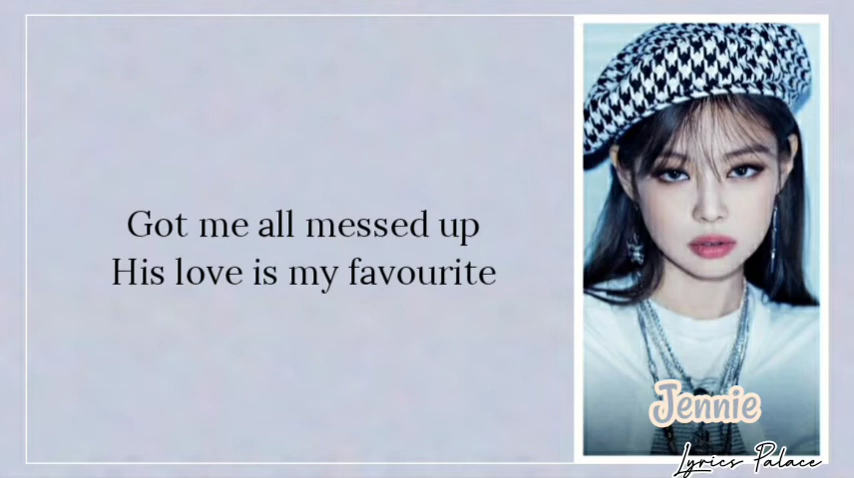 Got me all messed up
His love is my favourite
Jennie
Lyrics Palace